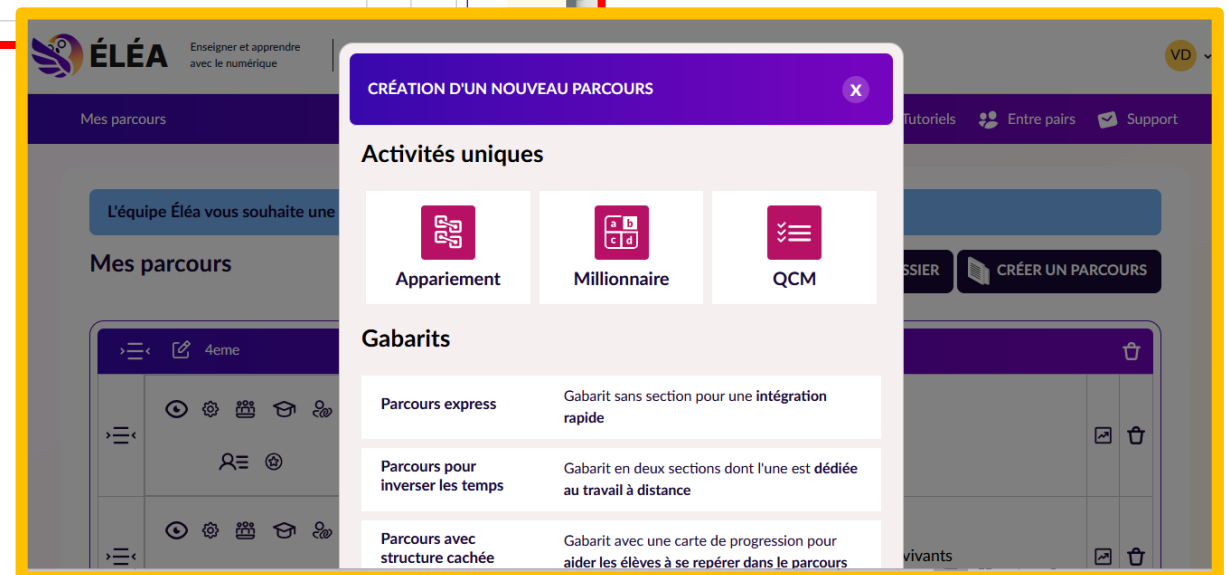 ÉLÉA
Enseigner et apprendre
avec le numérique
VD
CRÉATION D'UN NOUVEAU PARCOURS
X
Mes parcours
Tutoriels
Entre pairs
Support
Activités uniques
L'équipe Éléa vous souhaite une
a b
c d
Appariement
Millionnaire
QCM
Mes parcours
CRÉER UN PARCOURS
Gabarits
4eme
Parcours express
Gabarit sans section pour une intégration
rapide
Parcours pour
inverser les temps
Gabarit en deux sections dont l'une est dédiée
au travail à distance
Parcours avec
structure cachée
Gabarit avec une carte de progression pour
aider les élèves à se repérer dans le parcours
vivants